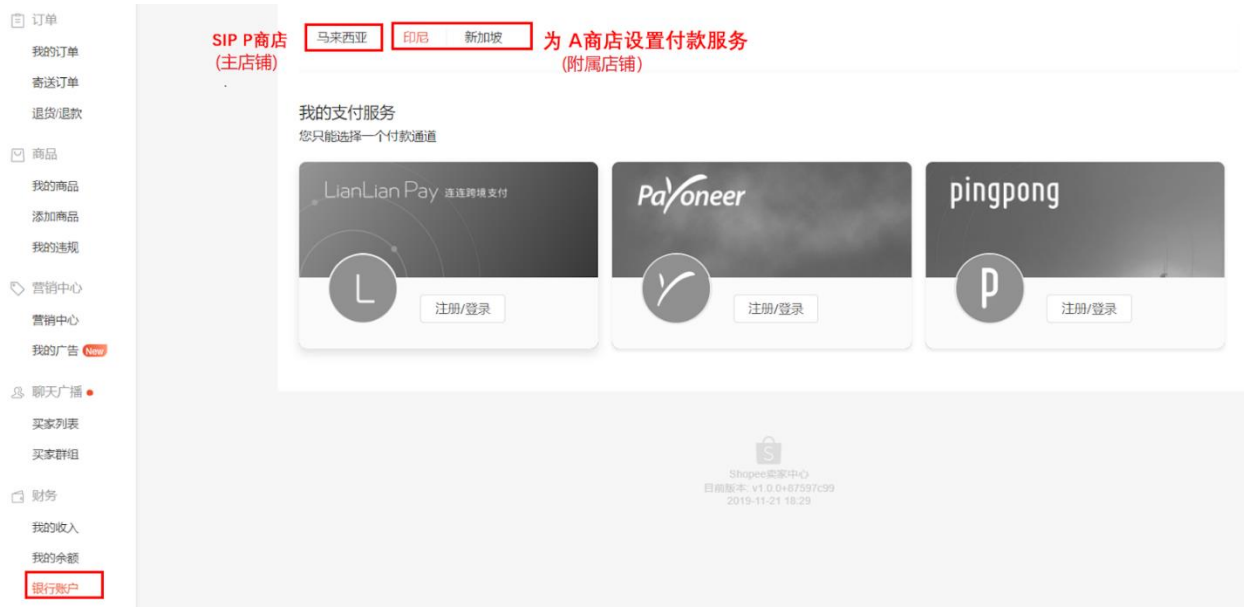 订单
我的订单
寄送订单
退货/退款
商品
我的商品
添加商品
我的违规
营销中心
营销中心
我的广告 New
聊天广播
买家列表
买家群组
财务
我的收入
我的余额
银行账户
SIP P商店 马来西亚 印尼 新加坡 为 A商店设置付款服务
(主店铺) (附属店铺)
我的支付服务
您只能选择一个付款通道
LianLian Pay 连连跨境支付
L
注册/登录
Payoneer
注册/登录
pingpong
p
注册/登录
Shopee卖家中心
目前版本: v1.0.0+87597c99
2019-11-21 18:29